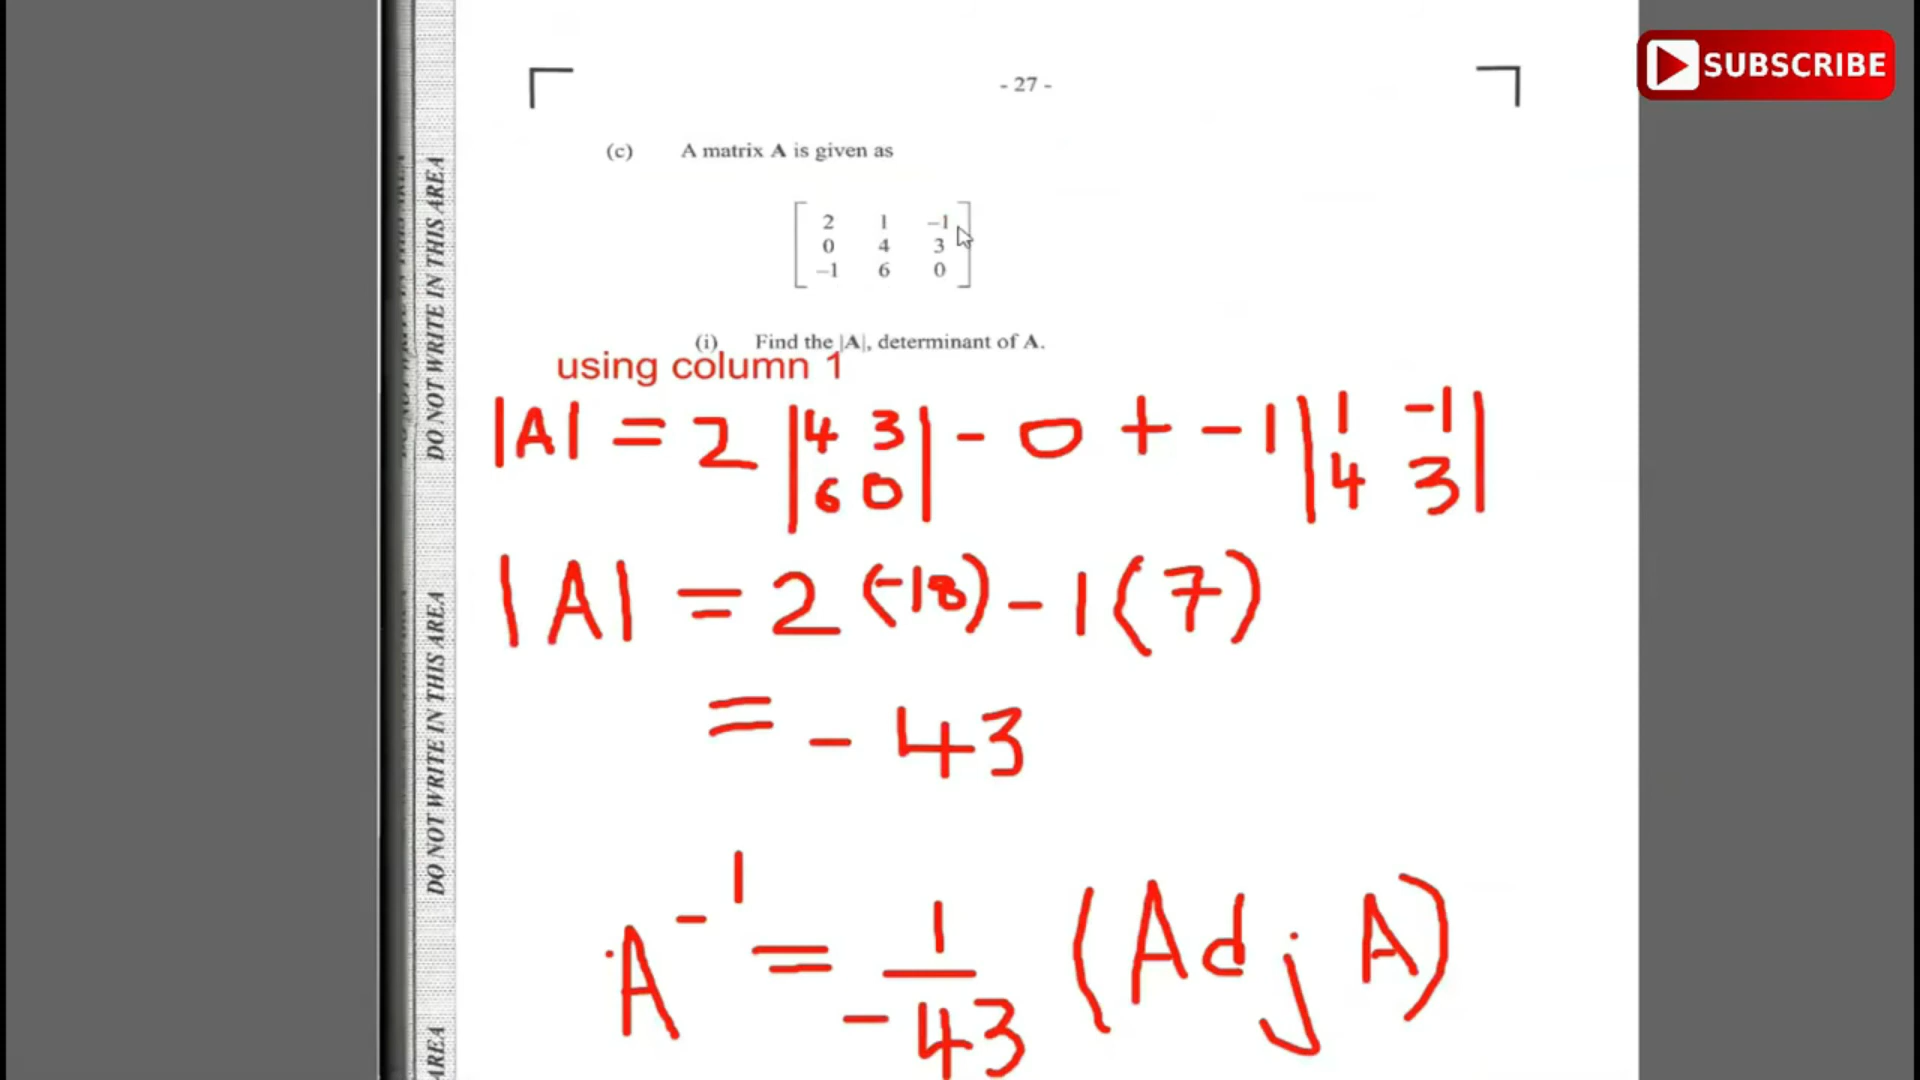 SUBSCRIBE
- 27 -
(c) A matrix A is given as
2 1 –1
0 4 3
–1 6 0
(i) Find the |A|, determinant of A.
using column 1
|A| = 2 |4 3| - 0 + -1 |1 -1|
|6 0| |4 3|
|A| = 2 (-18) - 1 (7)
= - 43
A⁻¹ = 1/-43 (Adj A)
DO NOT WRITE IN THIS AREA
DO NOT WRITE IN THIS AREA
AREA